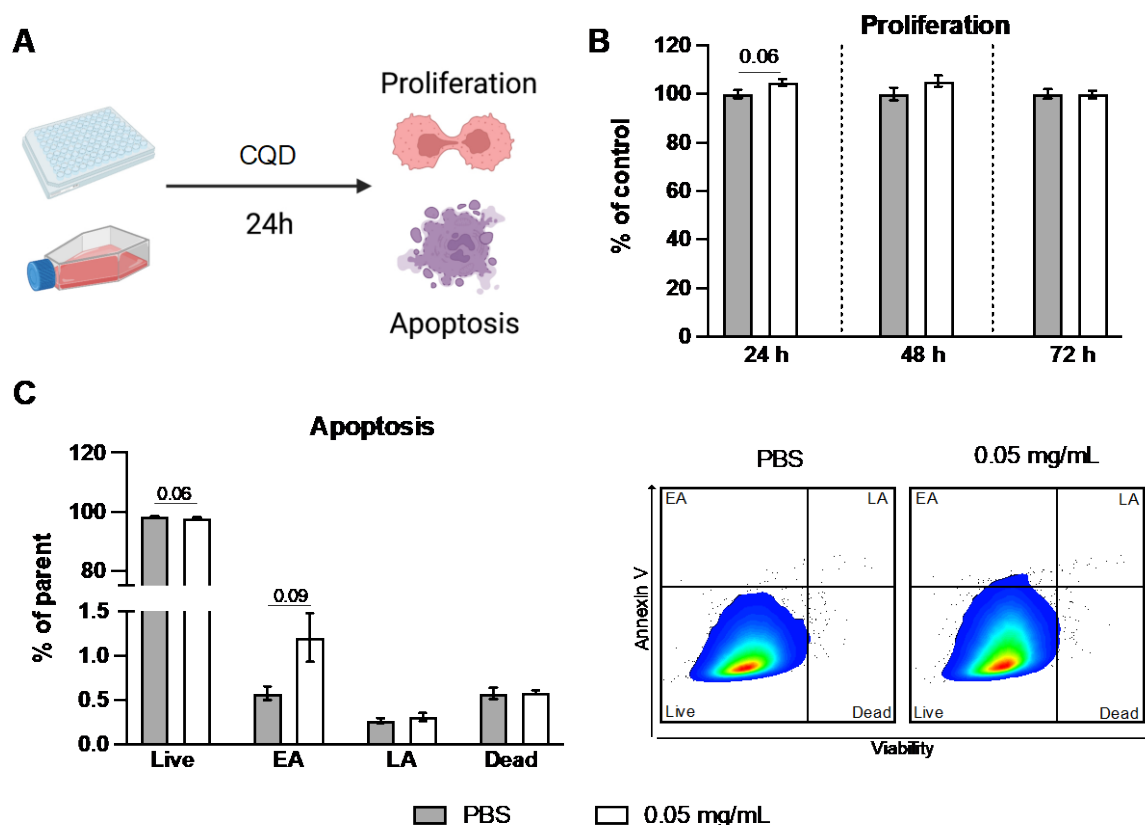 A
CQD
24h
Proliferation
Apoptosis
B
Proliferation
% of control
120
100
80
60
40
20
0
0.06
24 h
48 h
72 h
C
Apoptosis
% of parent
120
100
80
1.5
1.0
0.5
0.0
0.06
0.09
Live
EA
LA
Dead
PBS
0.05 mg/mL
Annexin V
EA
LA
Live
Dead
EA
LA
Live
Dead
Viability
PBS
0.05 mg/mL